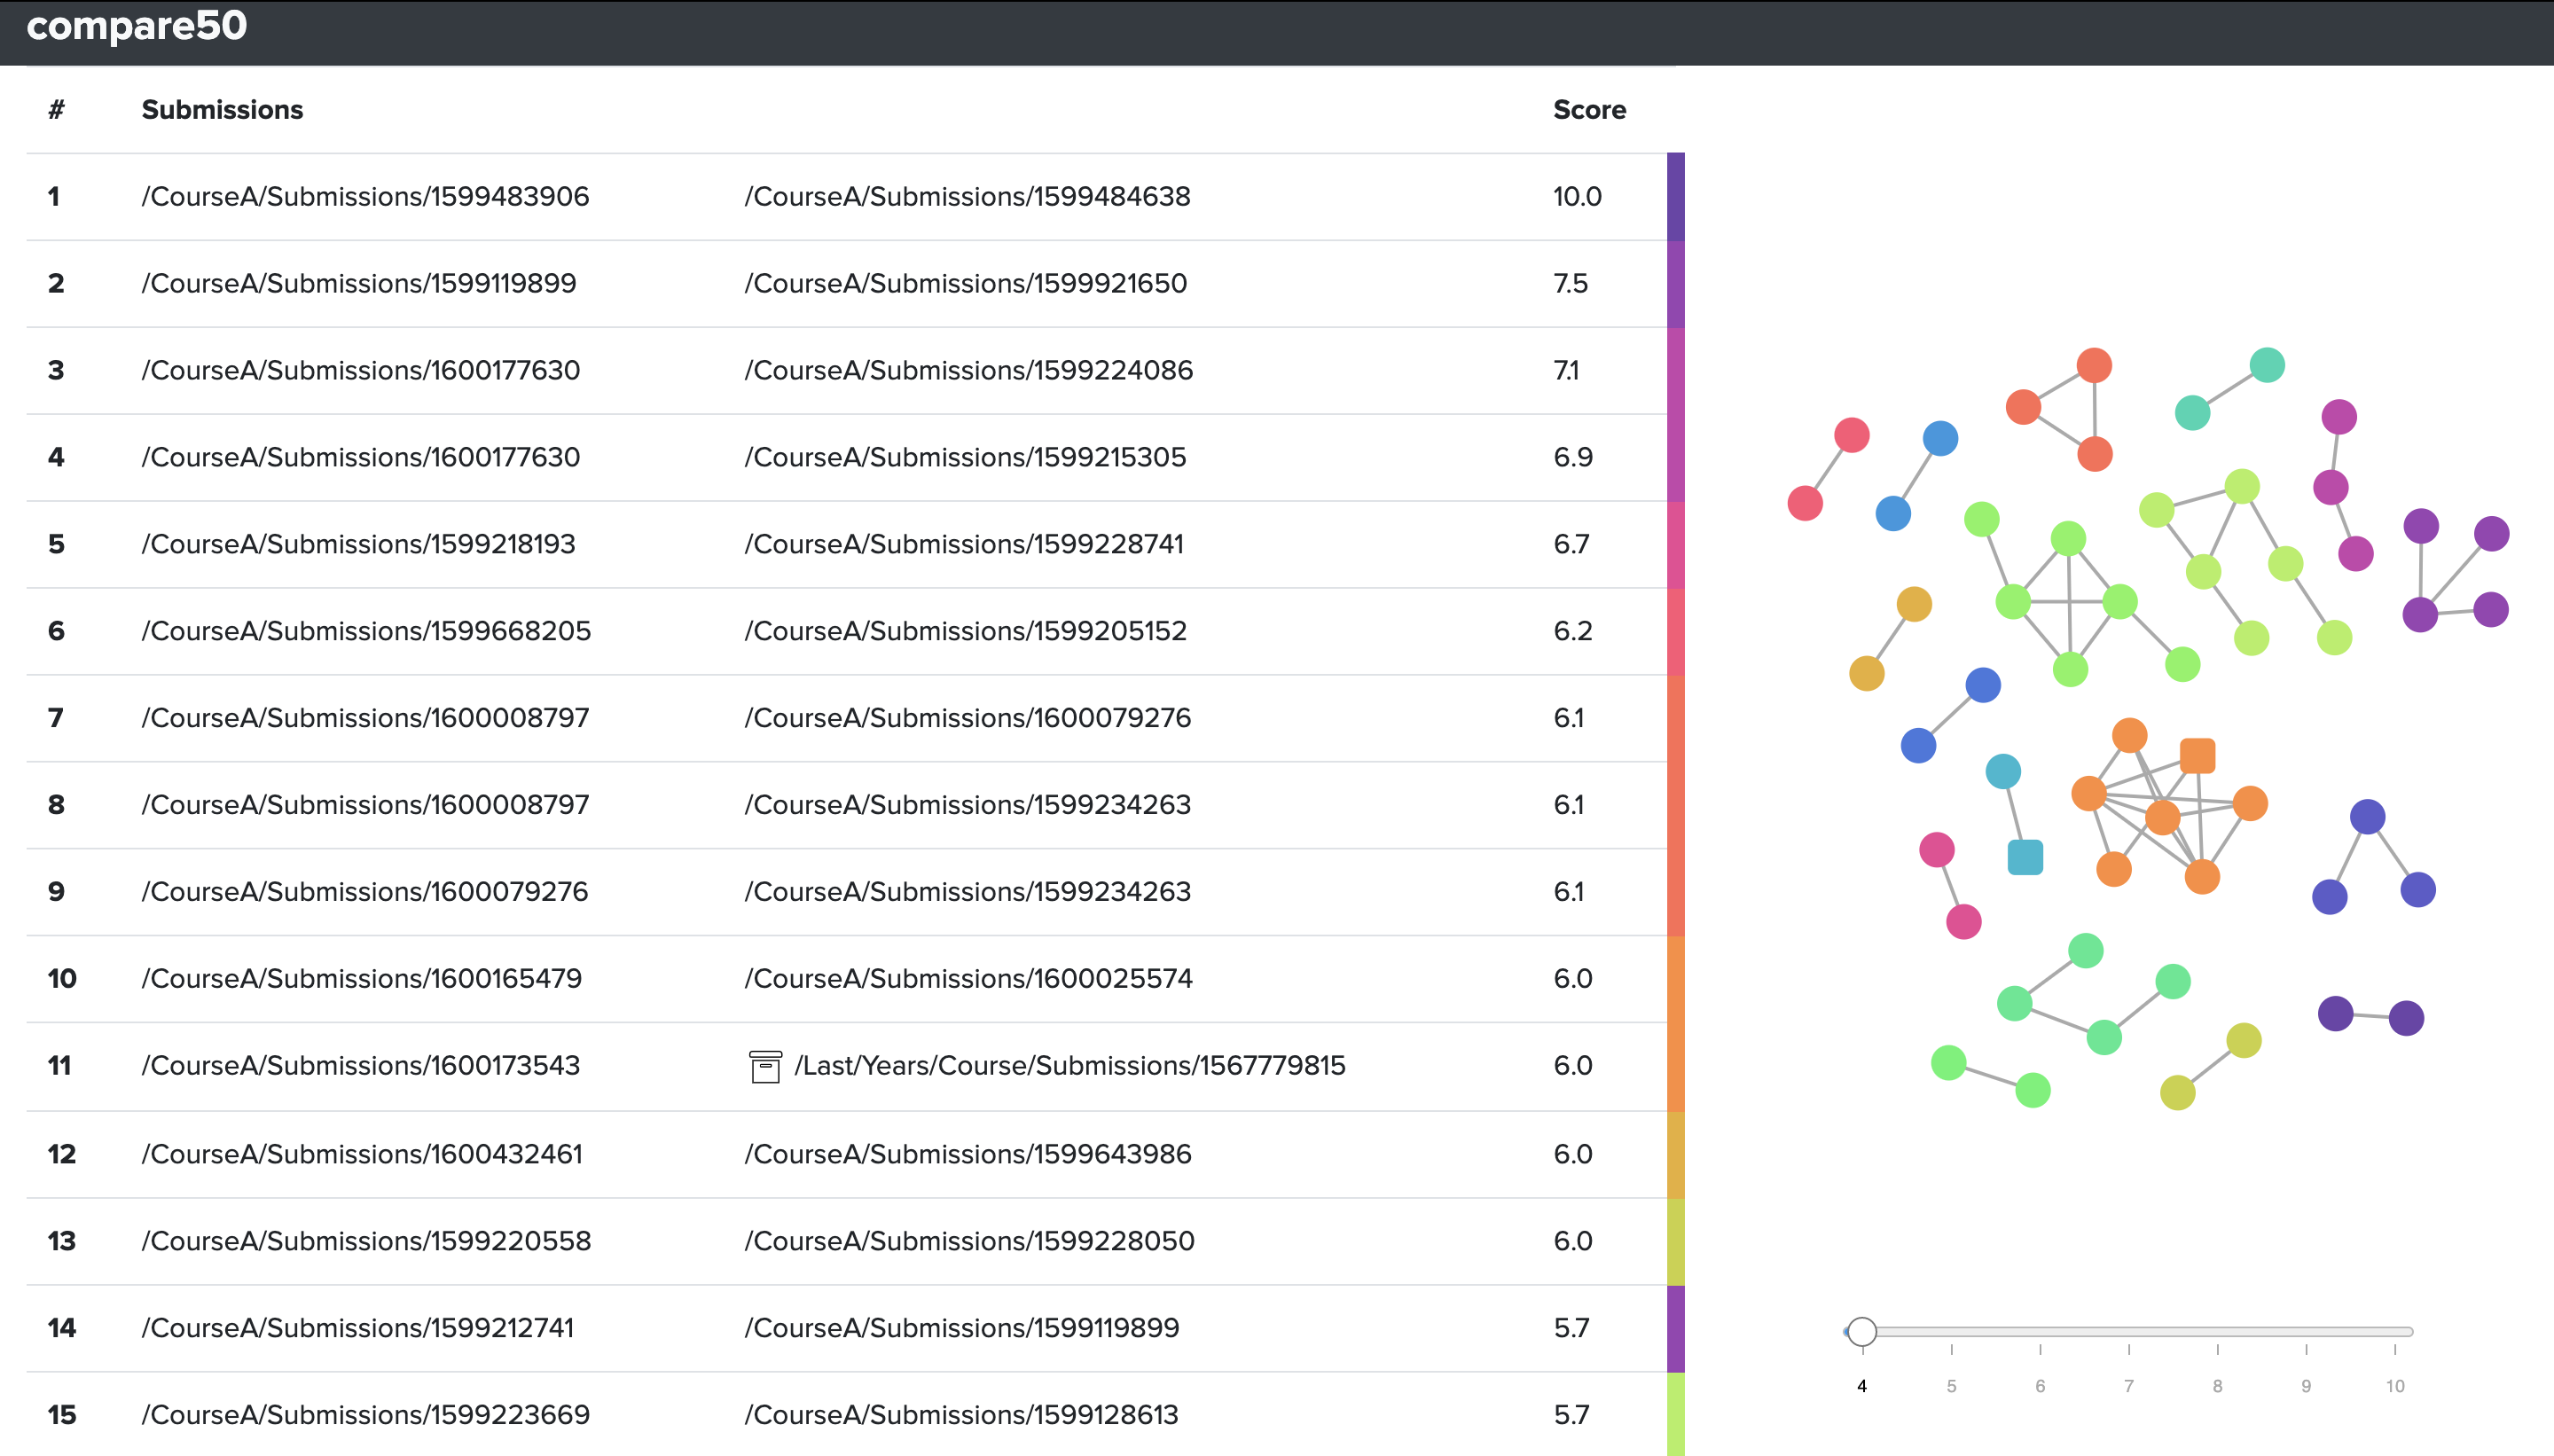 compare50
# Submissions Score
1 /CourseA/Submissions/1599483906 /CourseA/Submissions/1599484638 10.0
2 /CourseA/Submissions/1599119899 /CourseA/Submissions/1599921650 7.5
3 /CourseA/Submissions/1600177630 /CourseA/Submissions/1599224086 7.1
4 /CourseA/Submissions/1600177630 /CourseA/Submissions/1599215305 6.9
5 /CourseA/Submissions/1599218193 /CourseA/Submissions/1599228741 6.7
6 /CourseA/Submissions/1599668205 /CourseA/Submissions/1599205152 6.2
7 /CourseA/Submissions/1600008797 /CourseA/Submissions/1600079276 6.1
8 /CourseA/Submissions/1600008797 /CourseA/Submissions/1599234263 6.1
9 /CourseA/Submissions/1600079276 /CourseA/Submissions/1599234263 6.1
10 /CourseA/Submissions/1600165479 /CourseA/Submissions/1600025574 6.0
11 /CourseA/Submissions/1600173543 /Last/Years/Course/Submissions/1567779815 6.0
12 /CourseA/Submissions/1600432461 /CourseA/Submissions/1599643986 6.0
13 /CourseA/Submissions/1599220558 /CourseA/Submissions/1599228050 6.0
14 /CourseA/Submissions/1599212741 /CourseA/Submissions/1599119899 5.7
15 /CourseA/Submissions/1599223669 /CourseA/Submissions/1599128613 5.7
4 5 6 7 8 9 10